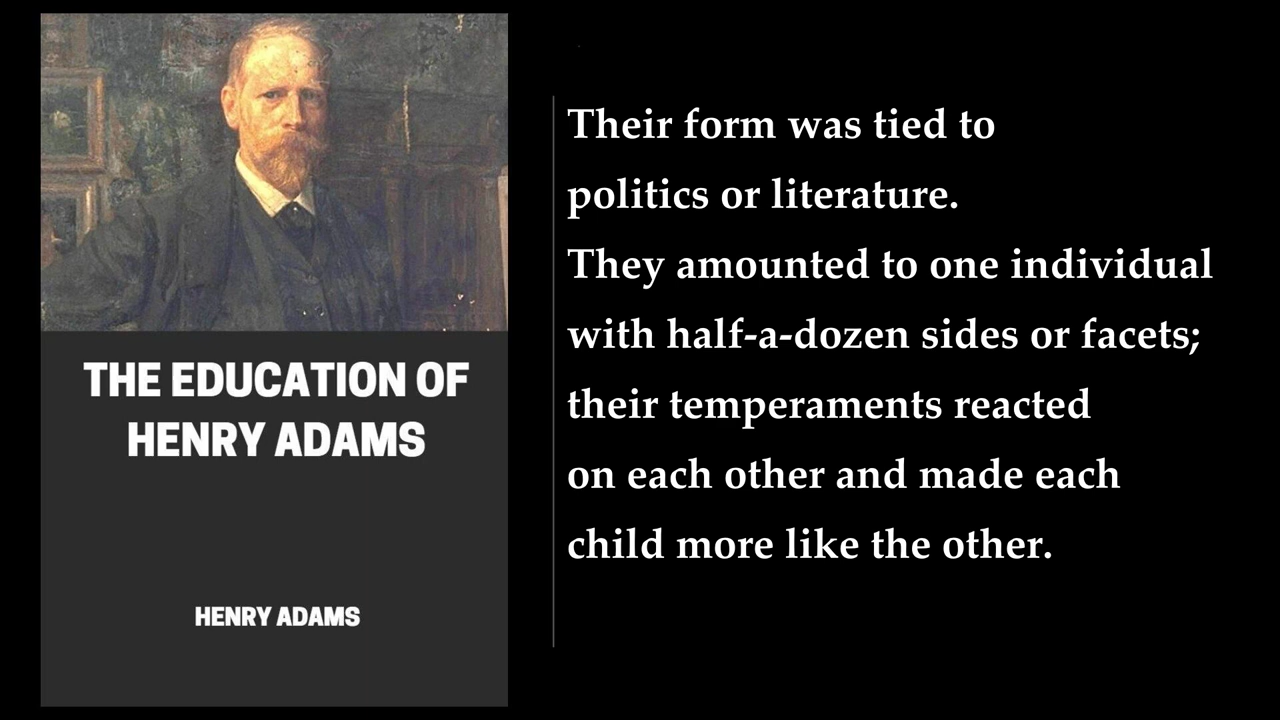 THE EDUCATION OF
HENRY ADAMS
HENRY ADAMS
Their form was tied to
politics or literature.
They amounted to one individual
with half-a-dozen sides or facets;
their temperaments reacted
on each other and made each
child more like the other.